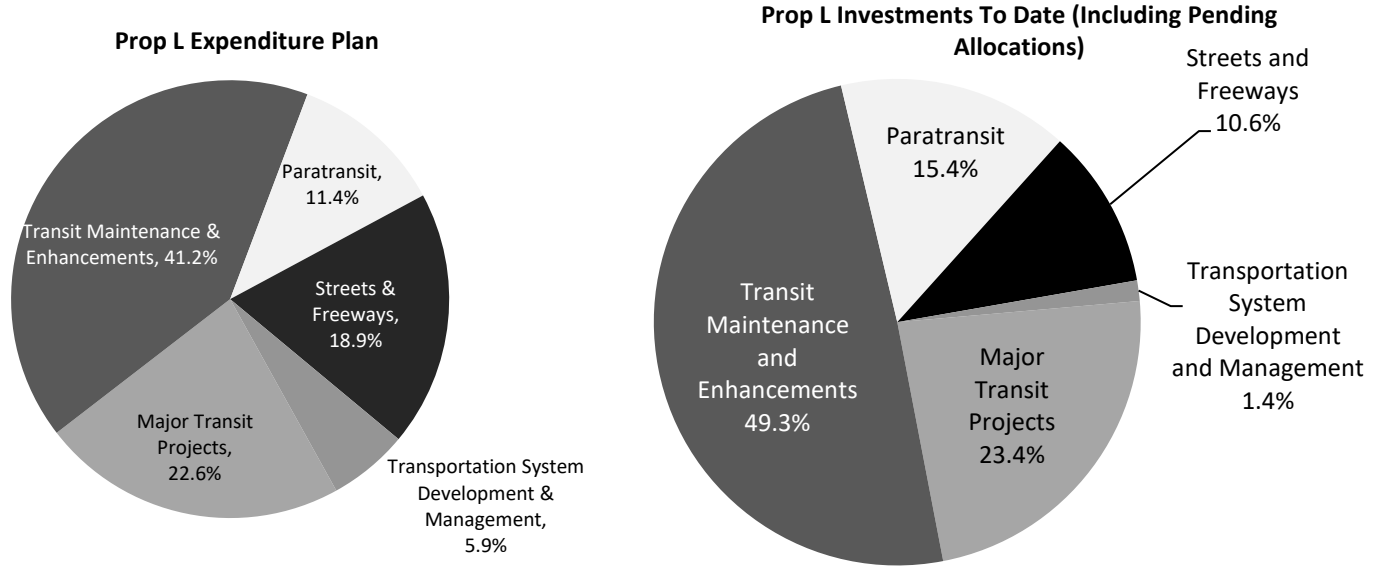 Prop L Expenditure Plan
Paratransit,
11.4%
Transit Maintenance &
Enhancements, 41.2%
Streets &
Freeways,
18.9%
Major Transit
Projects,
22.6%
Transportation System
Development &
Management,
5.9%
Prop L Investments To Date (Including Pending
Allocations)
Streets and
Freeways
10.6%
Paratransit
15.4%
Transportation
System
Development
and Management
1.4%
Transit
Maintenance
and
Enhancements
49.3%
Major
Transit
Projects
23.4%